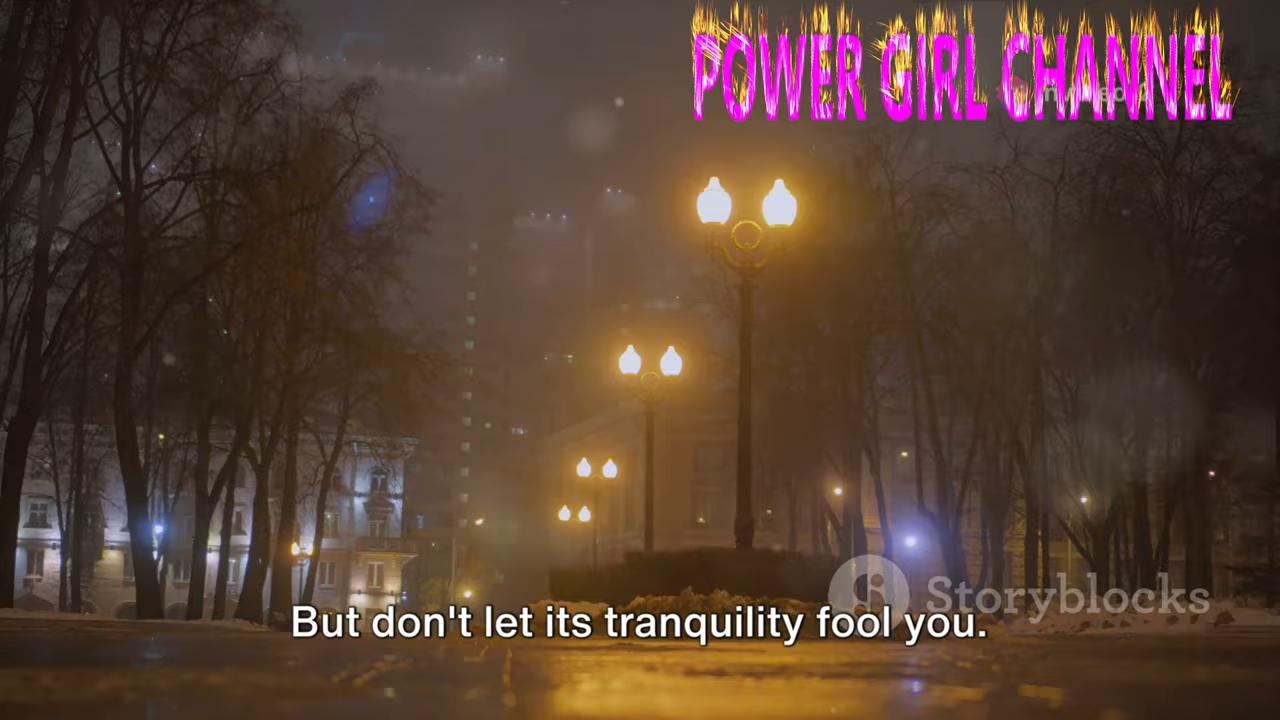 POWER GIRL CHANNEL
Storyblocks
But don't let its tranquility fool you.